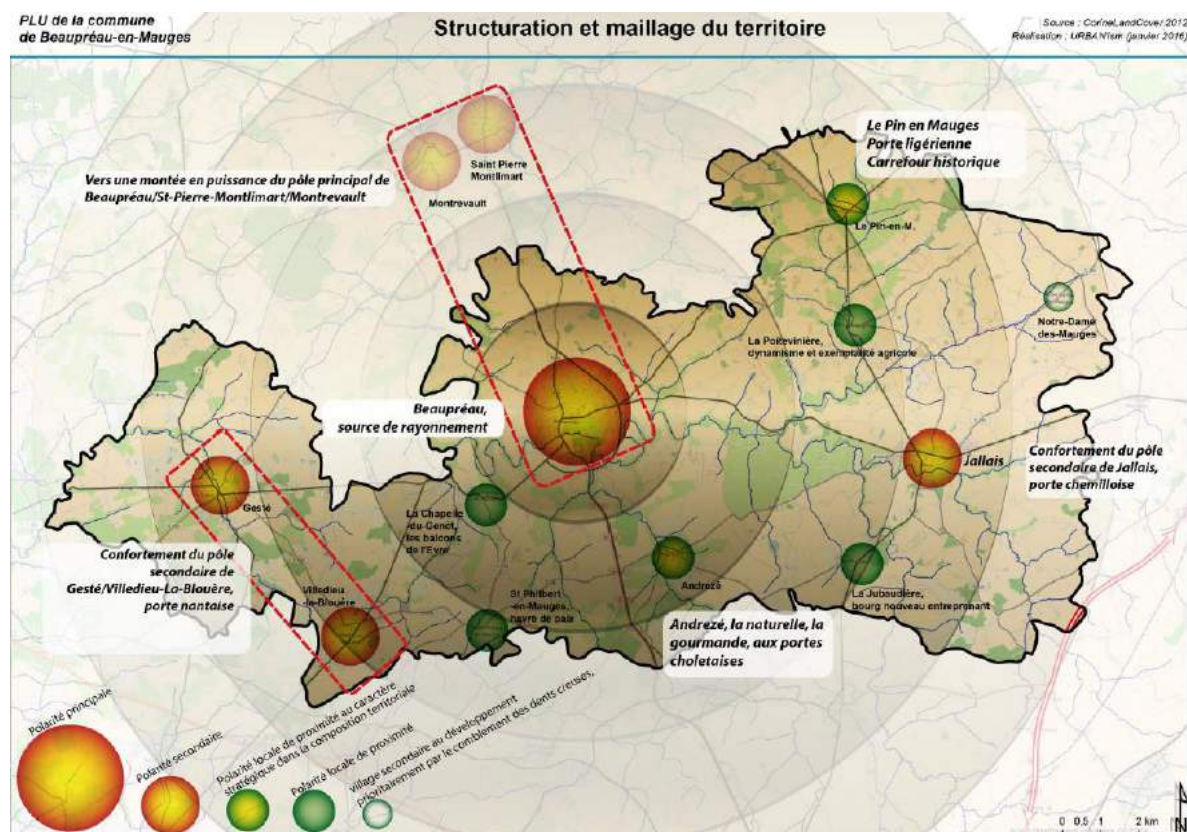 PLU de la commune
de Beaupréau-en-Mauges
Structuration et maillage du territoire
Source : CorineLandCover 2012
Réalisation : URBAN'ism (janvier 2016)
Le Pin en Mauges
Porte ligérienne
Carrefour historique
Saint Pierre
Montlimart
Montrevault
Vers une montée en puissance du pôle principal de
Beaupréau/St-Pierre-Montlimart/Montrevault
Le Pin-en-M.
Notre-Dame
des-Mauges
La Poitevinière,
dynamisme et exemplarité agricole
Beaupréau,
source de rayonnement
Jallais
Confortement du pôle
secondaire de Jallais,
porte chemilloise
Gesté
La Chapelle
-du-Genêt,
les balcons
de l'Evre
Confortement du pôle
secondaire de
Gesté/Villedieu-La-Blouère,
porte nantaise
Villedieu
-la-Blouère
St Philbert
-en-Mauges,
havre de paix
Andrezé
La Jubaudière,
bourg nouveau entreprenant
Andrezé, la naturelle, la
gourmande, aux portes
choletaises
Polarité principale
Polarité secondaire
Polarité locale de proximité au caractère
stratégique dans la composition territoriale
Polarité locale de proximité
village secondaire au développement
prioritairement par le comblement des dents creuses.
0 0.5 1 2 km
N